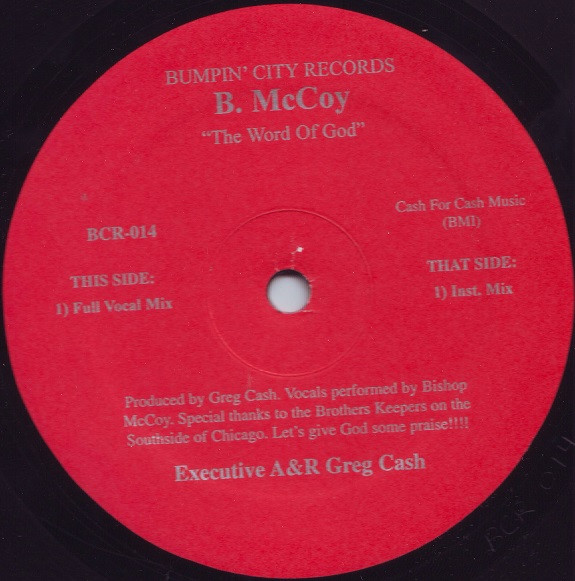 BUMPIN' CITY RECORDS
B. McCoy
"The Word Of God"
Cash For Cash Music
(BMI)
BCR-014
THIS SIDE:
1) Full Vocal Mix
THAT SIDE:
1) Inst. Mix
Produced by Greg Cash. Vocals performed by Bishop
McCoy. Special thanks to the Brothers Keepers on the
Southside of Chicago. Let's give God some praise!!!!
Executive A&R Greg Cash
BCR 014